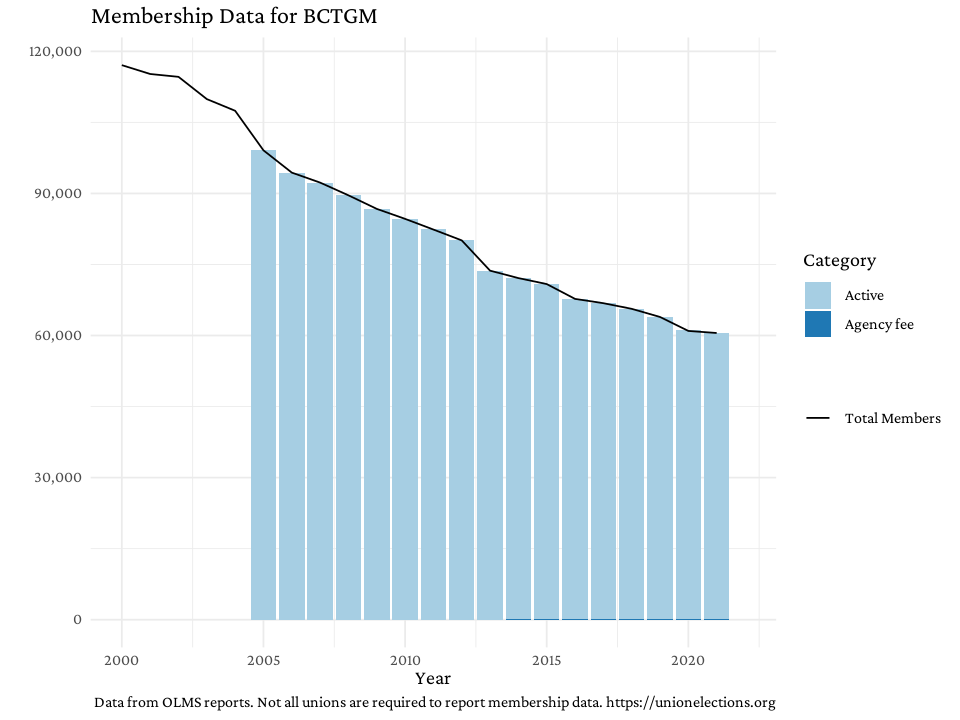 Membership Data for BCTGM
120,000
90,000
60,000
30,000
0
2000 2005 2010 2015 2020
Year
Category
Active
Agency fee
Total Members
Data from OLMS reports. Not all unions are required to report membership data. https://unionelections.org